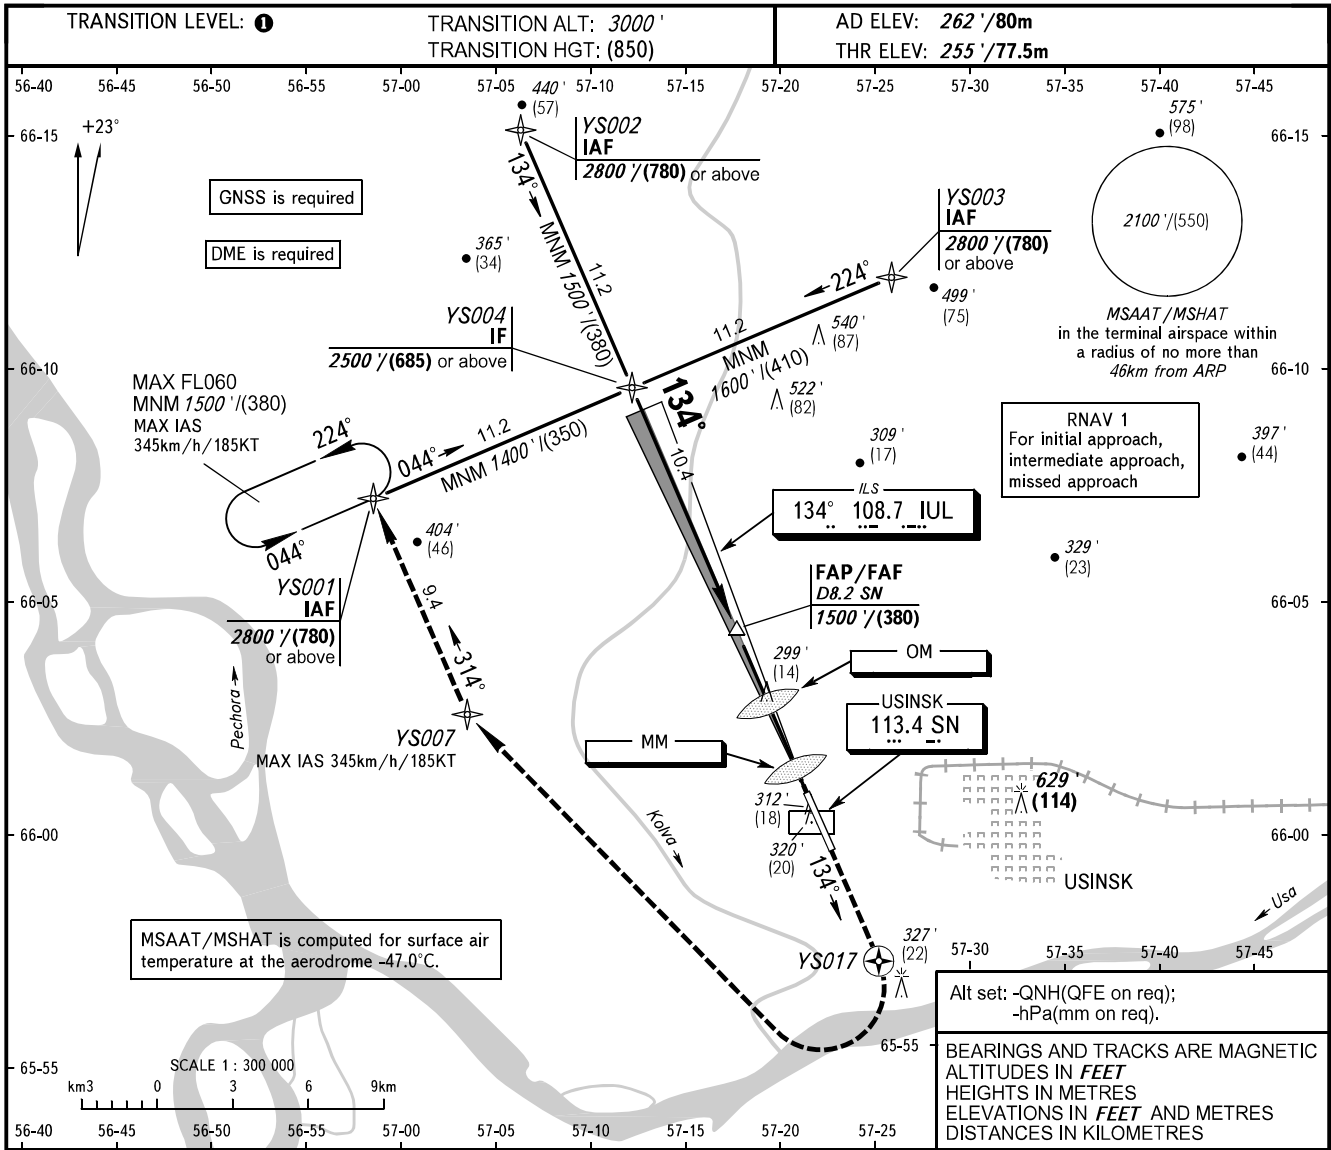 TRANSITION LEVEL: ❶
TRANSITION ALT: 3000 '
TRANSITION HGT: (850)
AD ELEV: 262 '/80m
THR ELEV: 255 '/77.5m
56-40 56-45 56-50 56-55 57-00 57-05 57-10 57-15 57-20 57-25 57-30 57-35 57-40 57-45
66-15
66-15
+23°
440 '
(57)
YS002
IAF
2800 '/(780) or above
575 '
(98)
GNSS is required
DME is required
134°
MNM 1500 '/(380)
11.2
365 '
(34)
YS003
IAF
2800 '/(780)
or above
2100 '/(550)
MSAAT/MSHAT
in the terminal airspace within
a radius of no more than
46km from ARP
224°
11.2
MNM
1600 '/(410)
499 '
(75)
540 '
(87)
522 '
(82)
YS004
IF
2500 '/(685) or above
66-10
66-10
MAX FL060
MNM 1500 '/(380)
MAX IAS
345km/h/185KT
224°
044°
044°
11.2
MNM 1400 '/(350)
134°
10.4
309 '
(17)
RNAV 1
For initial approach,
intermediate approach,
missed approach
397 '
(44)
ILS
134° 108.7 IUL
404 '
(46)
329 '
(23)
YS001
IAF
2800 '/(780)
or above
FAP/FAF
D8.2 SN
1500 '/(380)
66-05
66-05
9.4
314°
299 '
(14)
OM
Pechora
YS007
MAX IAS 345km/h/185KT
MM
USINSK
113.4 SN
629 '
(114)
312 '
(18)
320 '
(20)
Kolva
66-00
66-00
134°
USINSK
Usa
MSAAT/MSHAT is computed for surface air
temperature at the aerodrome -47.0°C.
YS017
327 '
(22)
57-30 57-35 57-40 57-45
Alt set: -QNH(QFE on req);
-hPa(mm on req).
65-55
65-55
SCALE 1 : 300 000
km3 0 3 6 9km
BEARINGS AND TRACKS ARE MAGNETIC
ALTITUDES IN FEET
HEIGHTS IN METRES
ELEVATIONS IN FEET AND METRES
DISTANCES IN KILOMETRES
56-40 56-45 56-50 56-55 57-00 57-05 57-10 57-15 57-20 57-25